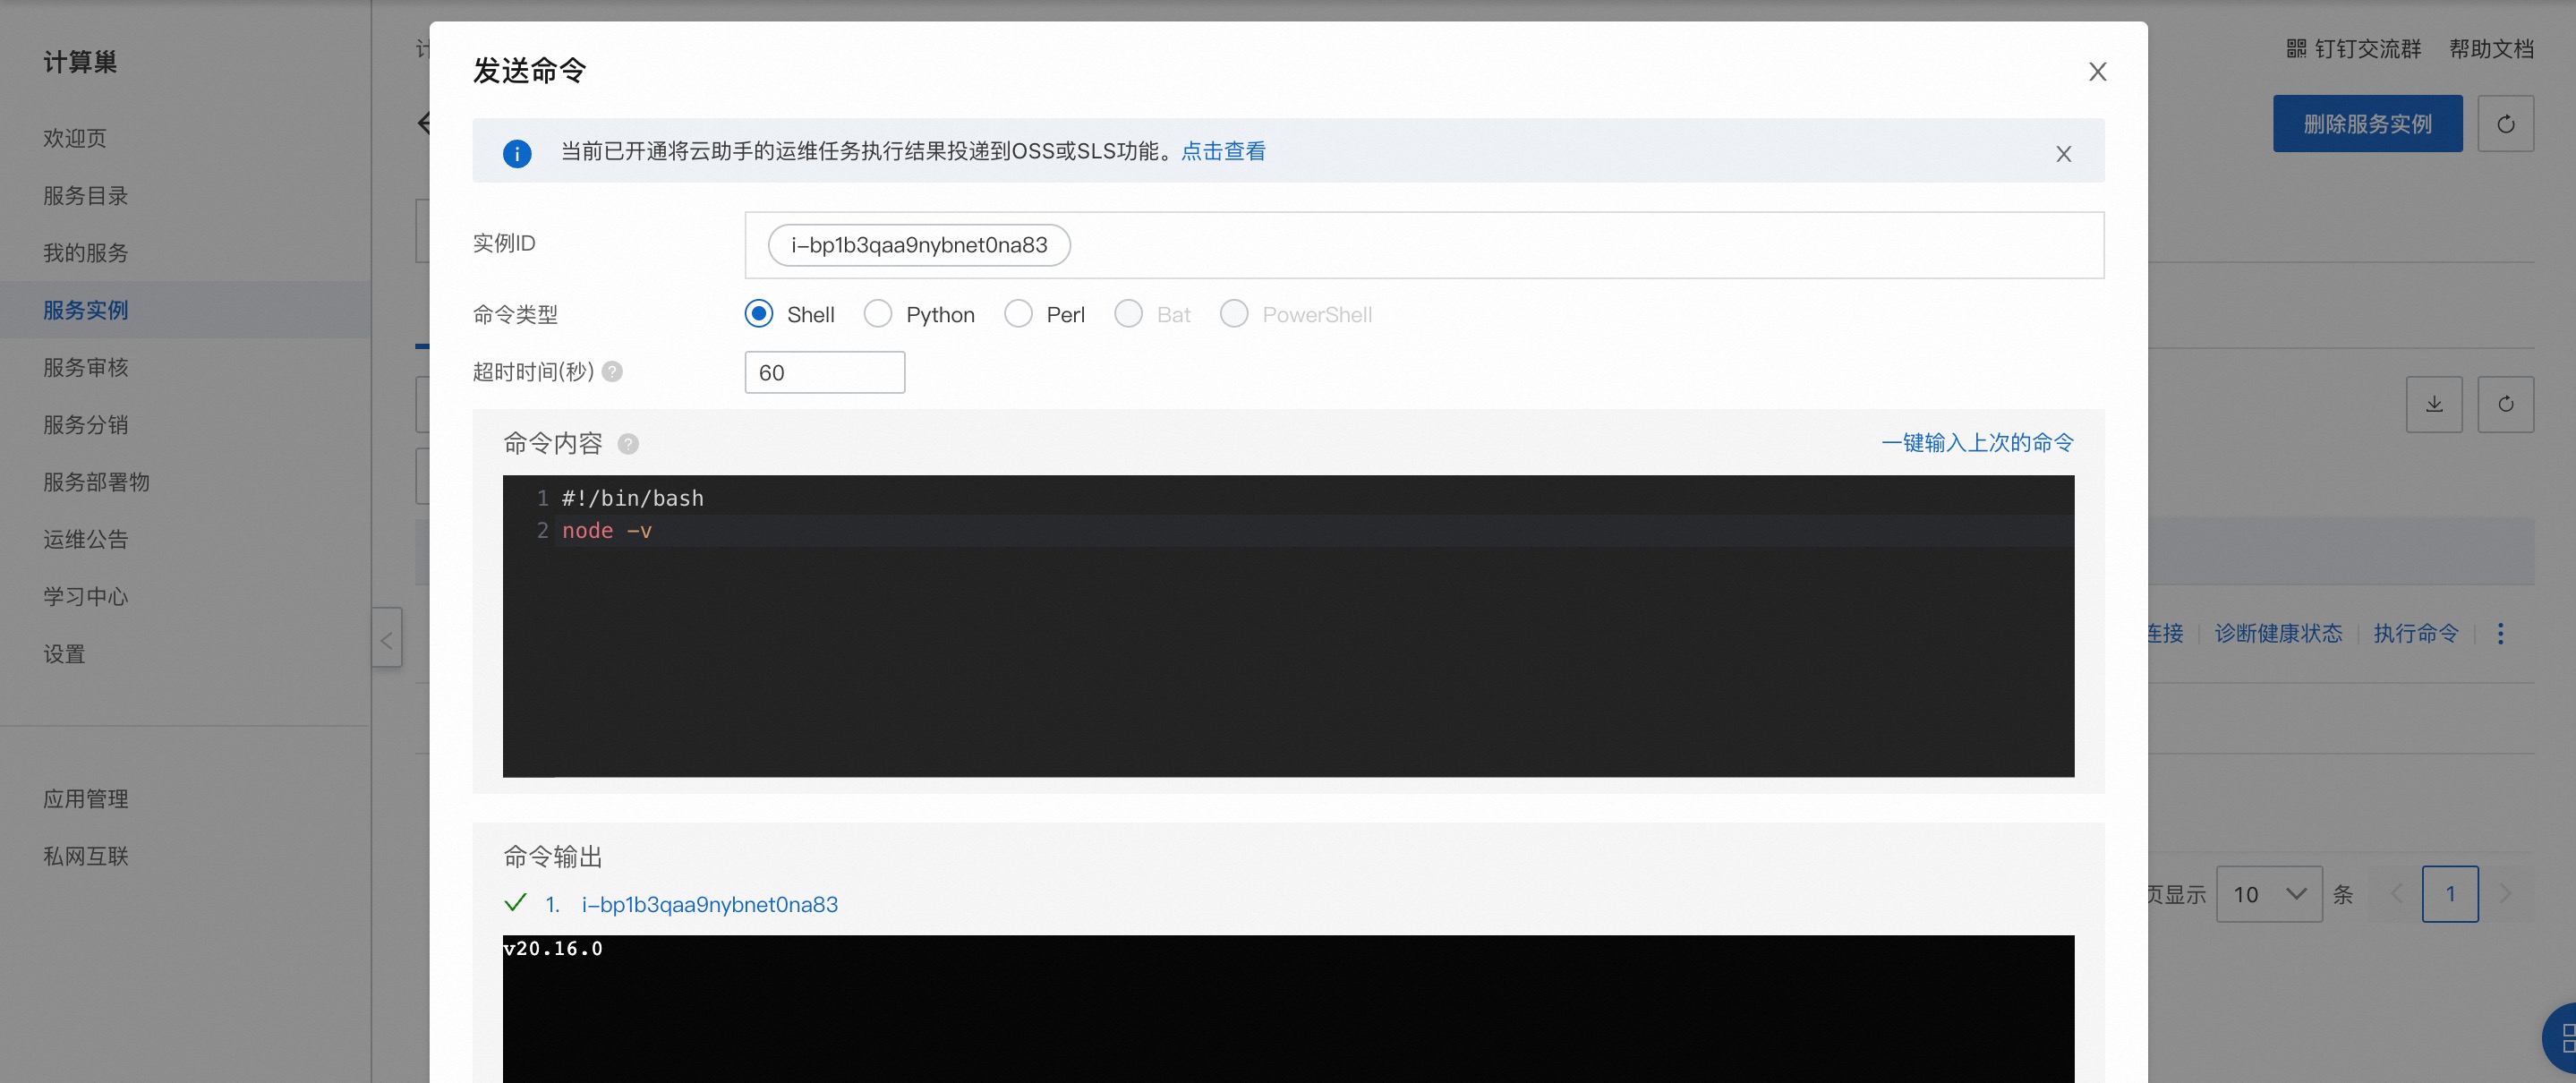 计算巢
欢迎页
服务目录
我的服务
服务实例
服务审核
服务分销
服务部署物
运维公告
学习中心
设置
应用管理
私网互联
钉钉交流群 帮助文档
删除服务实例
发送命令
当前已开通将云助手的运维任务执行结果投递到OSS或SLS功能。点击查看
实例ID
i-bp1b3qaa9nybnet0na83
命令类型
Shell Python Perl Bat PowerShell
超时时间(秒) ?
60
命令内容 ?
一键输入上次的命令
1 #!/bin/bash
2 node -v
连接 诊断健康状态 执行命令
命令输出
1. i-bp1b3qaa9nybnet0na83
v20.16.0
页显示 10 条 1